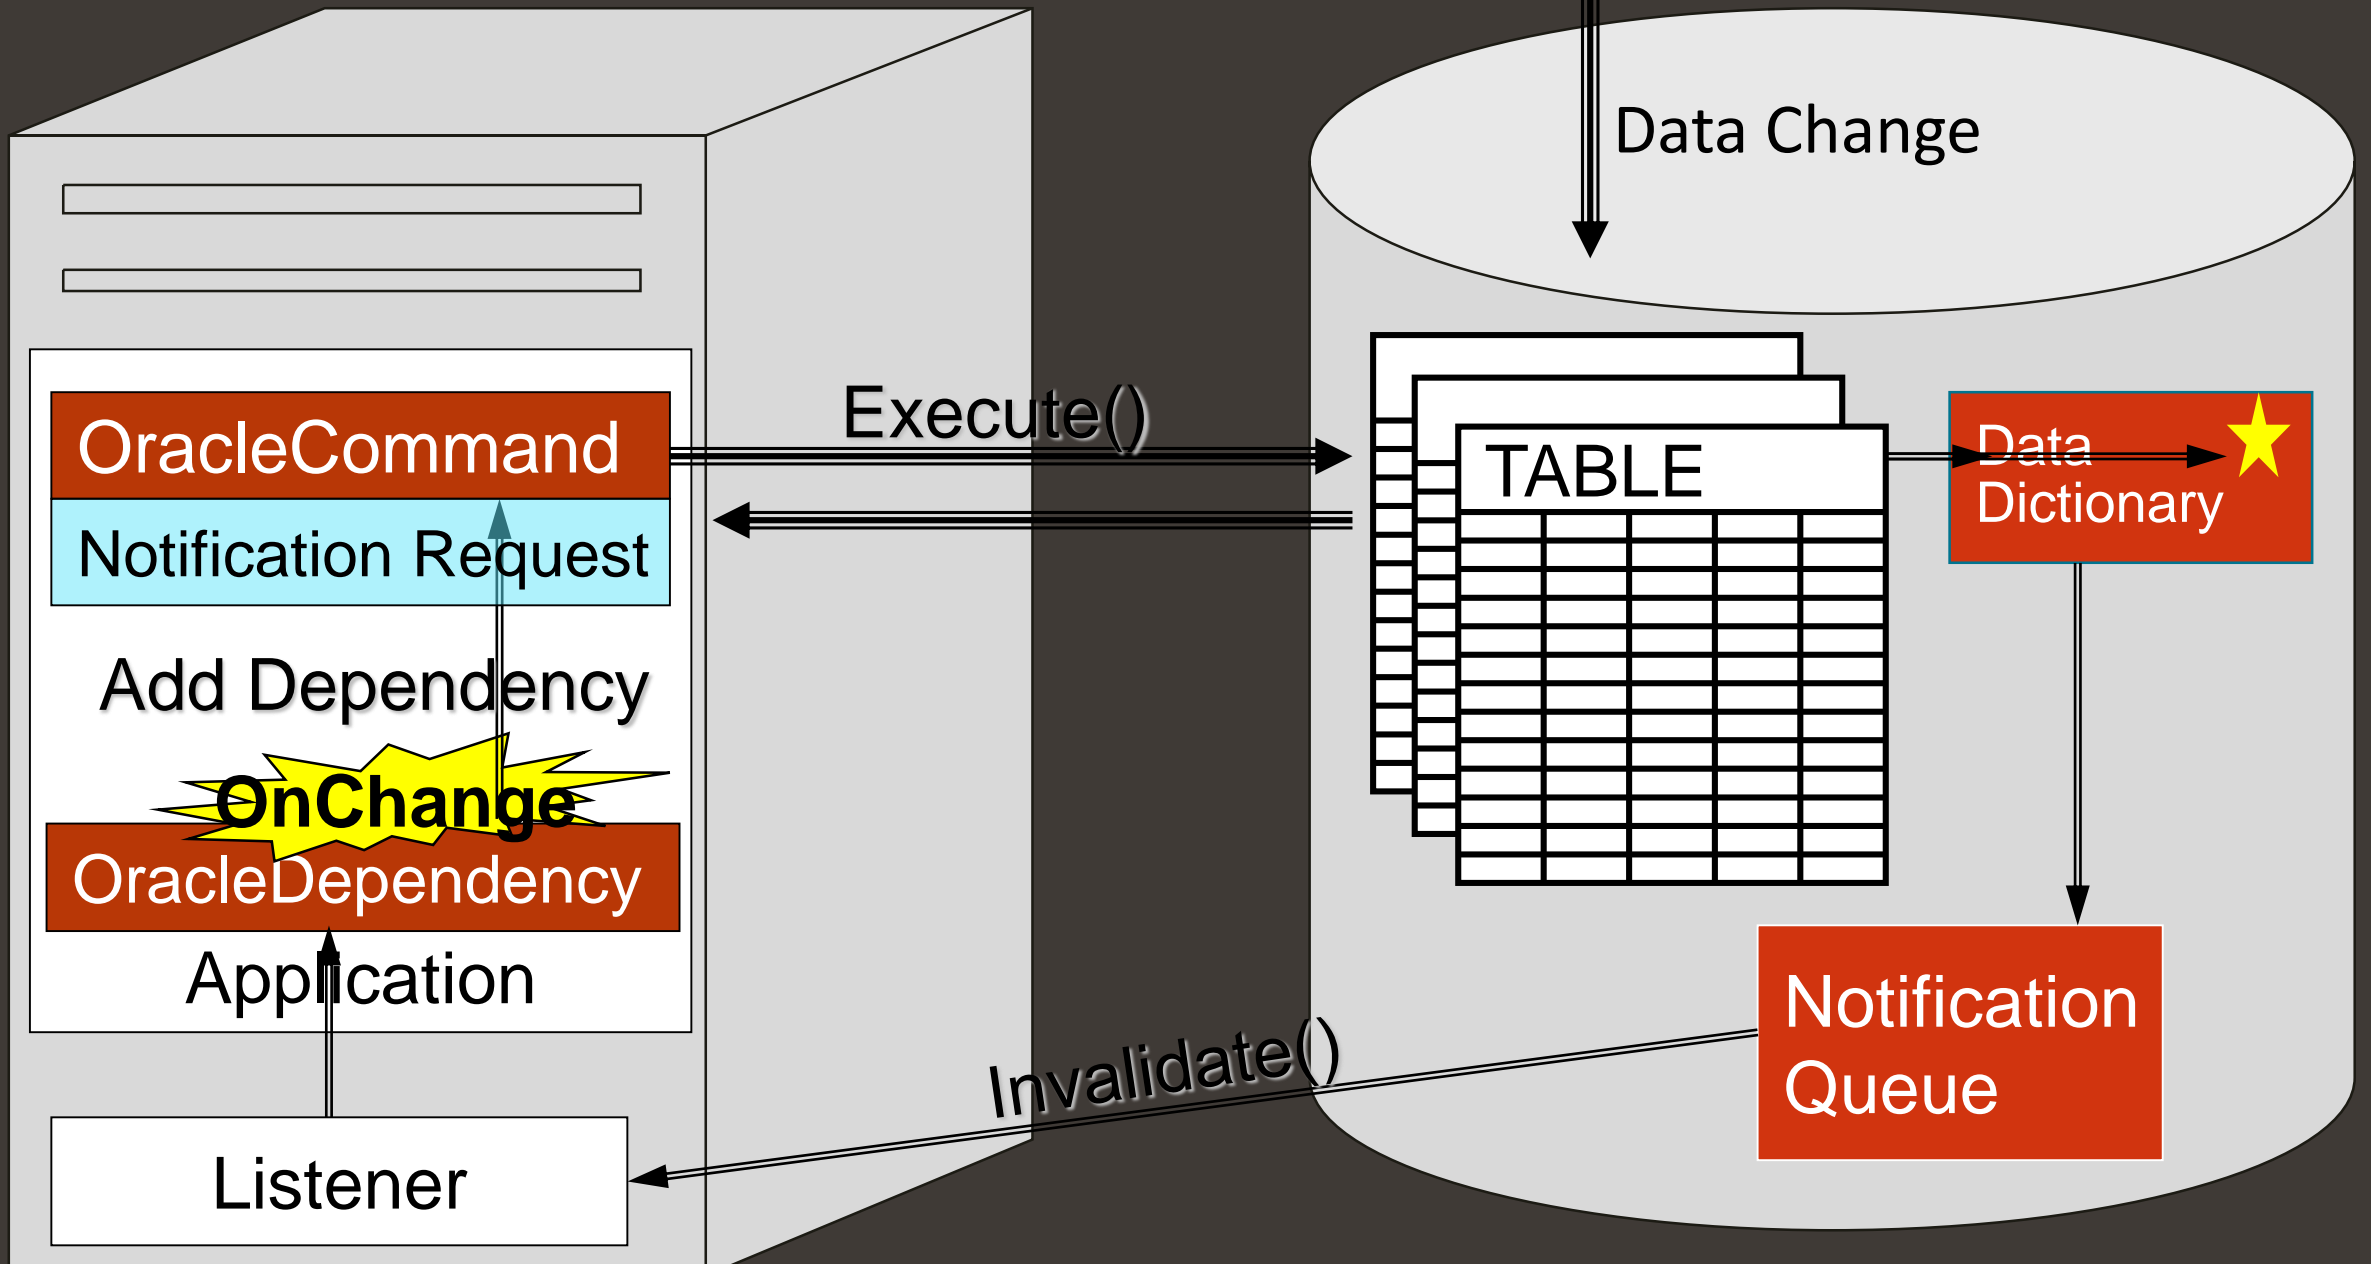 Data Change
Execute()
OracleCommand
Notification Request
Add Dependency
OnChange
OracleDependency
Application
Listener
TABLE
Data
Dictionary
Notification
Queue
Invalidate()